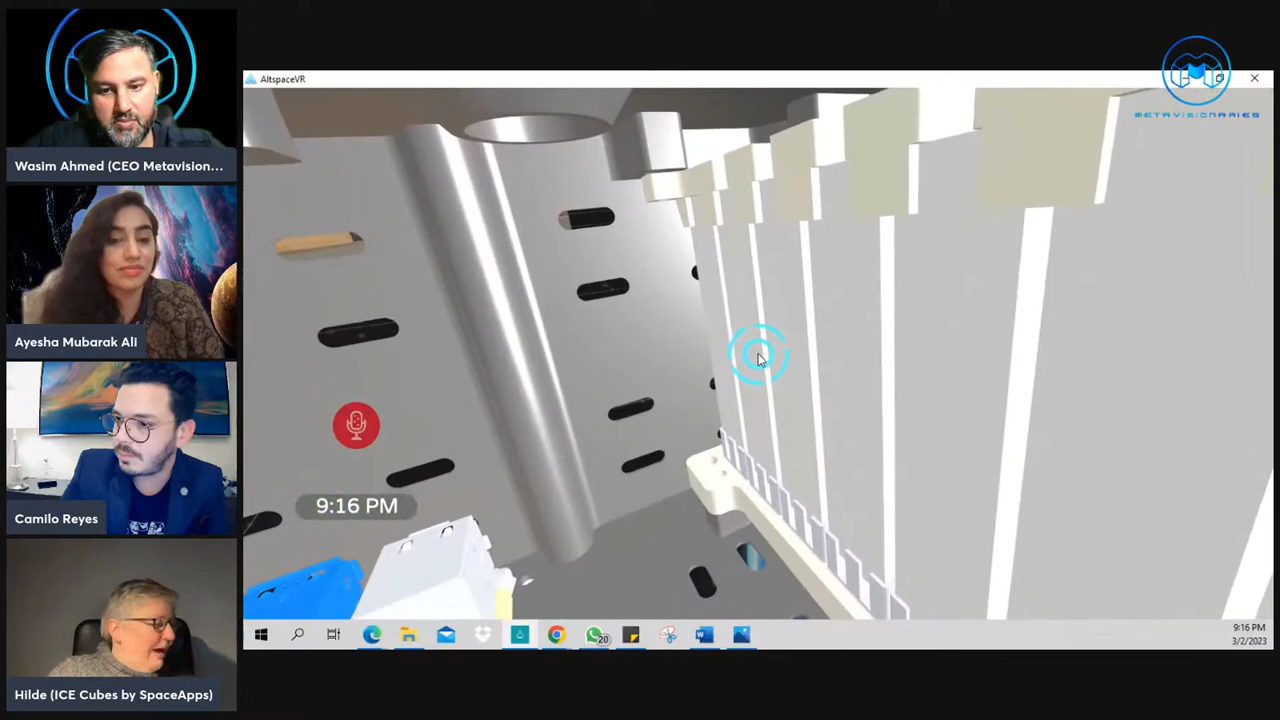 Wasim Ahmed (CEO Metavision...
Ayesha Mubarak Ali
Camilo Reyes
Hilde (ICE Cubes by SpaceApps)
AltspaceVR
METAVISIONARIES
9:16 PM
20
9:16 PM
3/2/2023